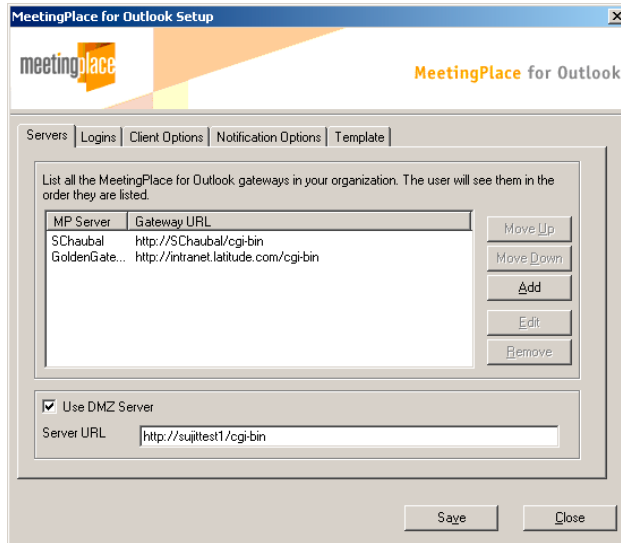 MeetingPlace for Outlook Setup
meetingplace
MeetingPlace for Outlook
Servers Logins Client Options Notification Options Template
List all the MeetingPlace for Outlook gateways in your organization. The user will see them in the
order they are listed.
MP Server Gateway URL
SChaubal http://SChaubal/cgi-bin
GoldenGate... http://intranet.latitude.com/cgi-bin
Move Up
Move Down
Add
Edit
Remove
Use DMZ Server
Server URL http://sujittest1/cgi-bin
Save Close